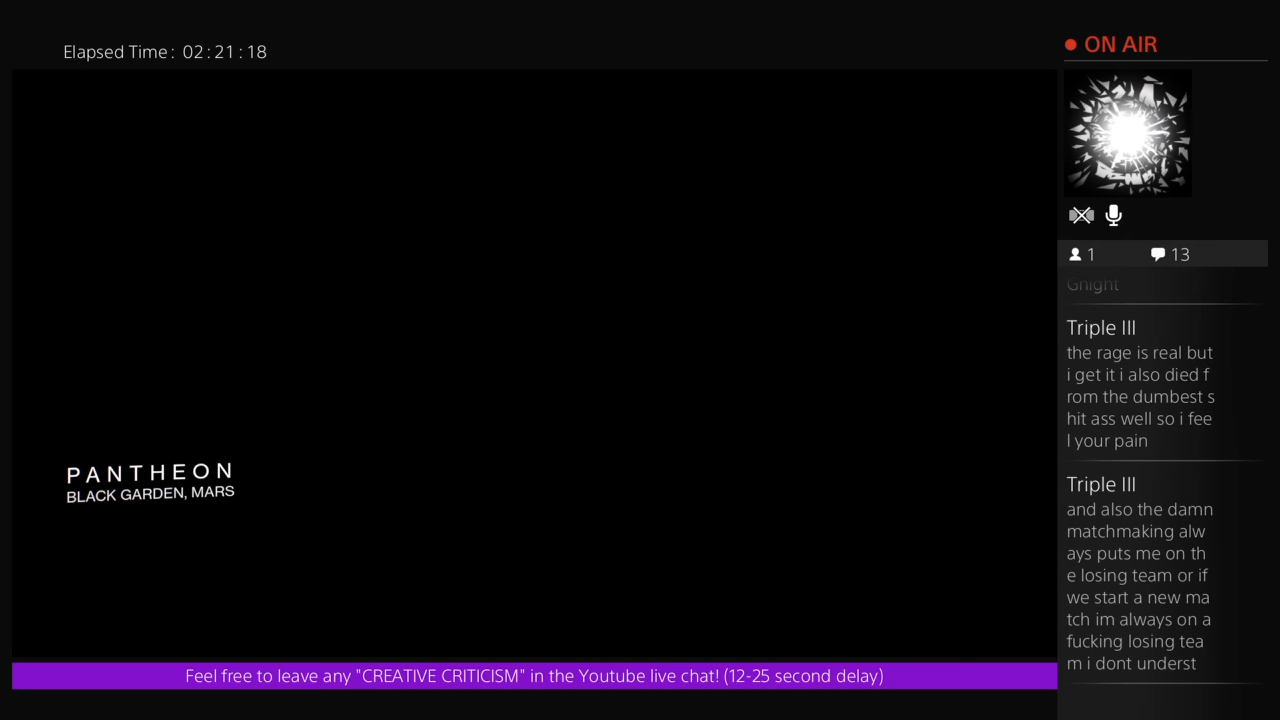 Elapsed Time: 02:21:18
ON AIR
1 13
Gnight
Triple III
the rage is real but
i get it i also died f
rom the dumbest s
hit ass well so i fee
l your pain
Triple III
and also the damn
matchmaking alw
ays puts me on th
e losing team or if
we start a new ma
tch im always on a
fucking losing tea
m i dont underst
PANTHEON
BLACK GARDEN, MARS
Feel free to leave any "CREATIVE CRITICISM" in the Youtube live chat! (12-25 second delay)